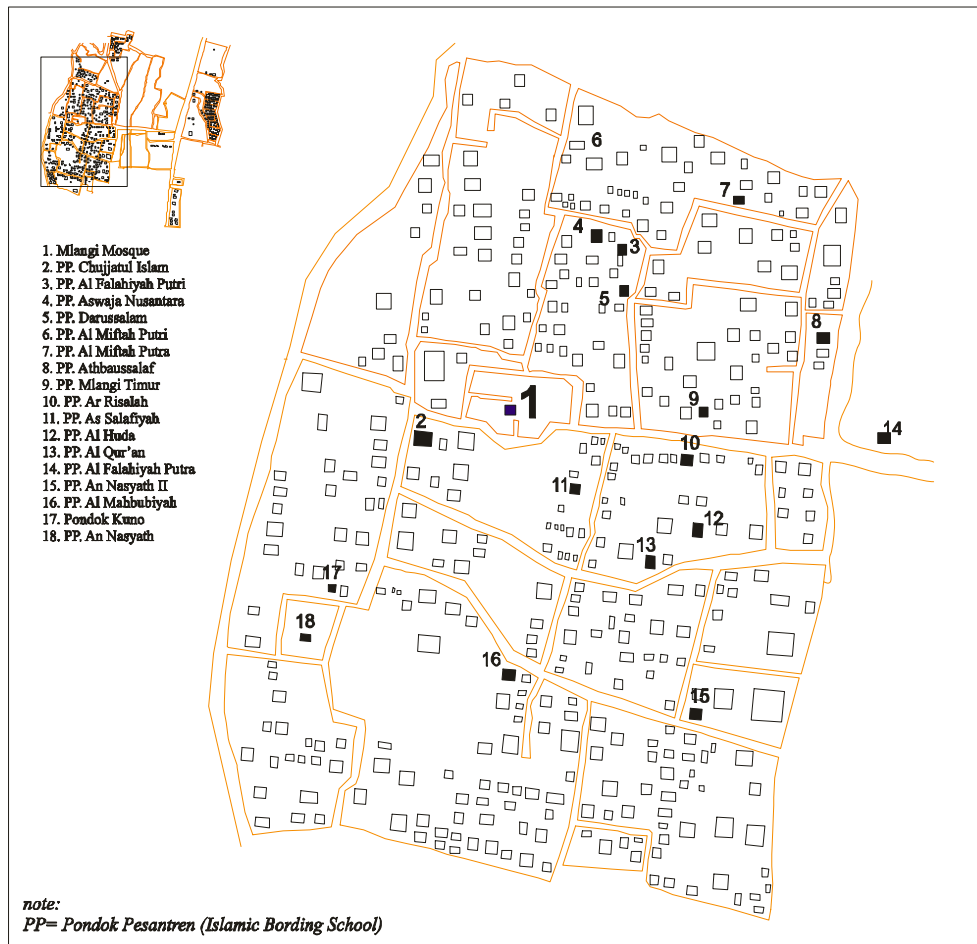 1. Mlangi Mosque
2. PP. Chujjatul Islam
3. PP. Al Falahiyah Putri
4. PP. Aswaja Nusantara
5. PP. Darussalam
6. PP. Al Miftah Putri
7. PP. Al Miftah Putra
8. PP. Athbaussalaf
9. PP. Mlangi Timur
10. PP. Ar Risalah
11. PP. As Salafiyah
12. PP. Al Huda
13. PP. Al Qur'an
14. PP. Al Falahiyah Putra
15. PP. An Nasyath II
16. PP. Al Mahbubiyah
17. Pondok Kuno
18. PP. An Nasyath
6
7
4
3
5
8
1
9
2
14
10
11
12
13
17
18
16
15
note:
PP= Pondok Pesantren (Islamic Bording School)